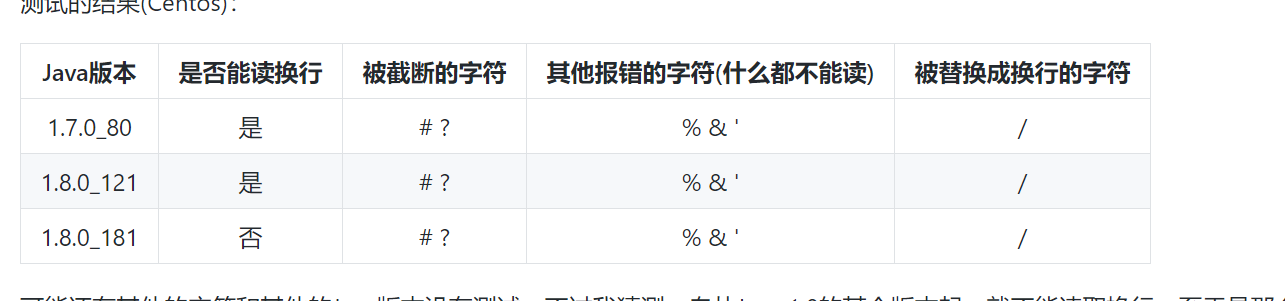 测试的结果(Centos)：
Java版本 是否能读换行 被截断的字符 其他报错的字符(什么都不能读) 被替换成换行的字符
1.7.0_80 是 # ? % & ' /
1.8.0_121 是 # ? % & ' /
1.8.0_181 否 # ? % & ' /